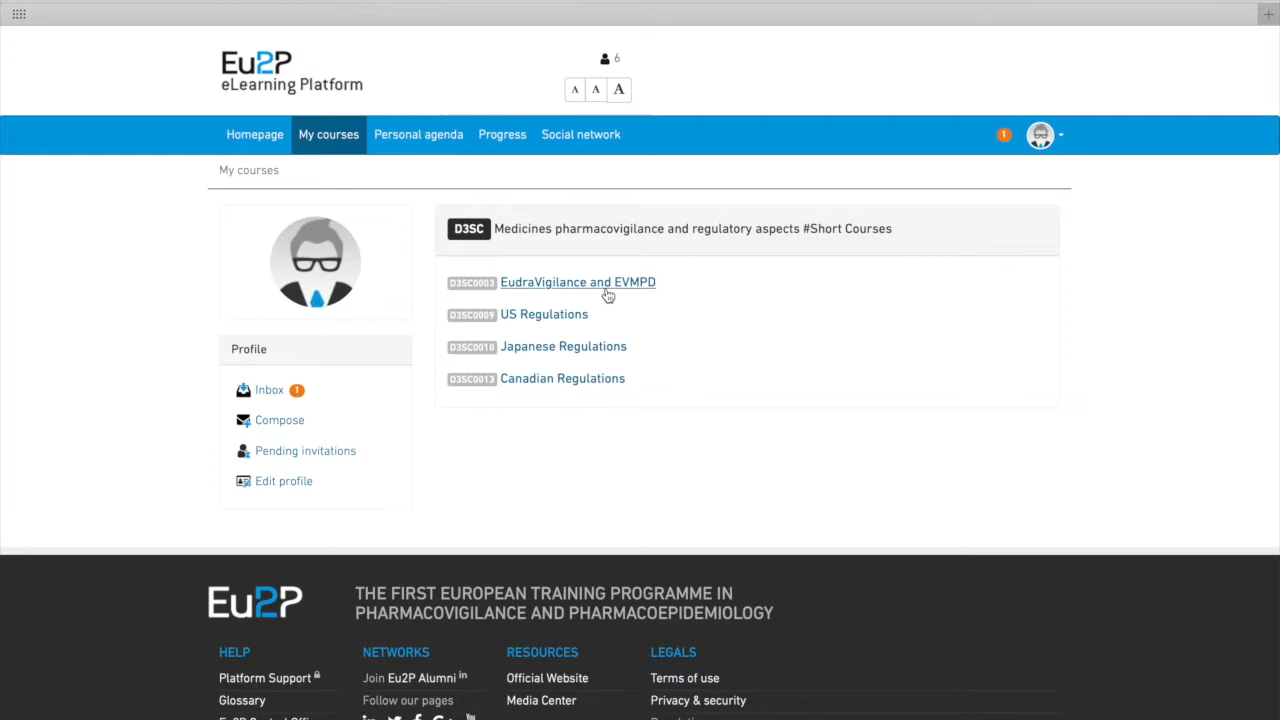 Eu2P
eLearning Platform
6
A A A
Homepage My courses Personal agenda Progress Social network 1
My courses
D3SC Medicines pharmacovigilance and regulatory aspects #Short Courses
D3SC0003 EudraVigilance and EVMPD
D3SC0009 US Regulations
D3SC0010 Japanese Regulations
D3SC0013 Canadian Regulations
Profile
Inbox 1
Compose
Pending invitations
Edit profile
Eu2P
THE FIRST EUROPEAN TRAINING PROGRAMME IN
PHARMACOVIGILANCE AND PHARMACOEPIDEMIOLOGY
HELP
Platform Support
Glossary
NETWORKS
Join Eu2P Alumni in
Follow our pages
RESOURCES
Official Website
Media Center
LEGALS
Terms of use
Privacy & security